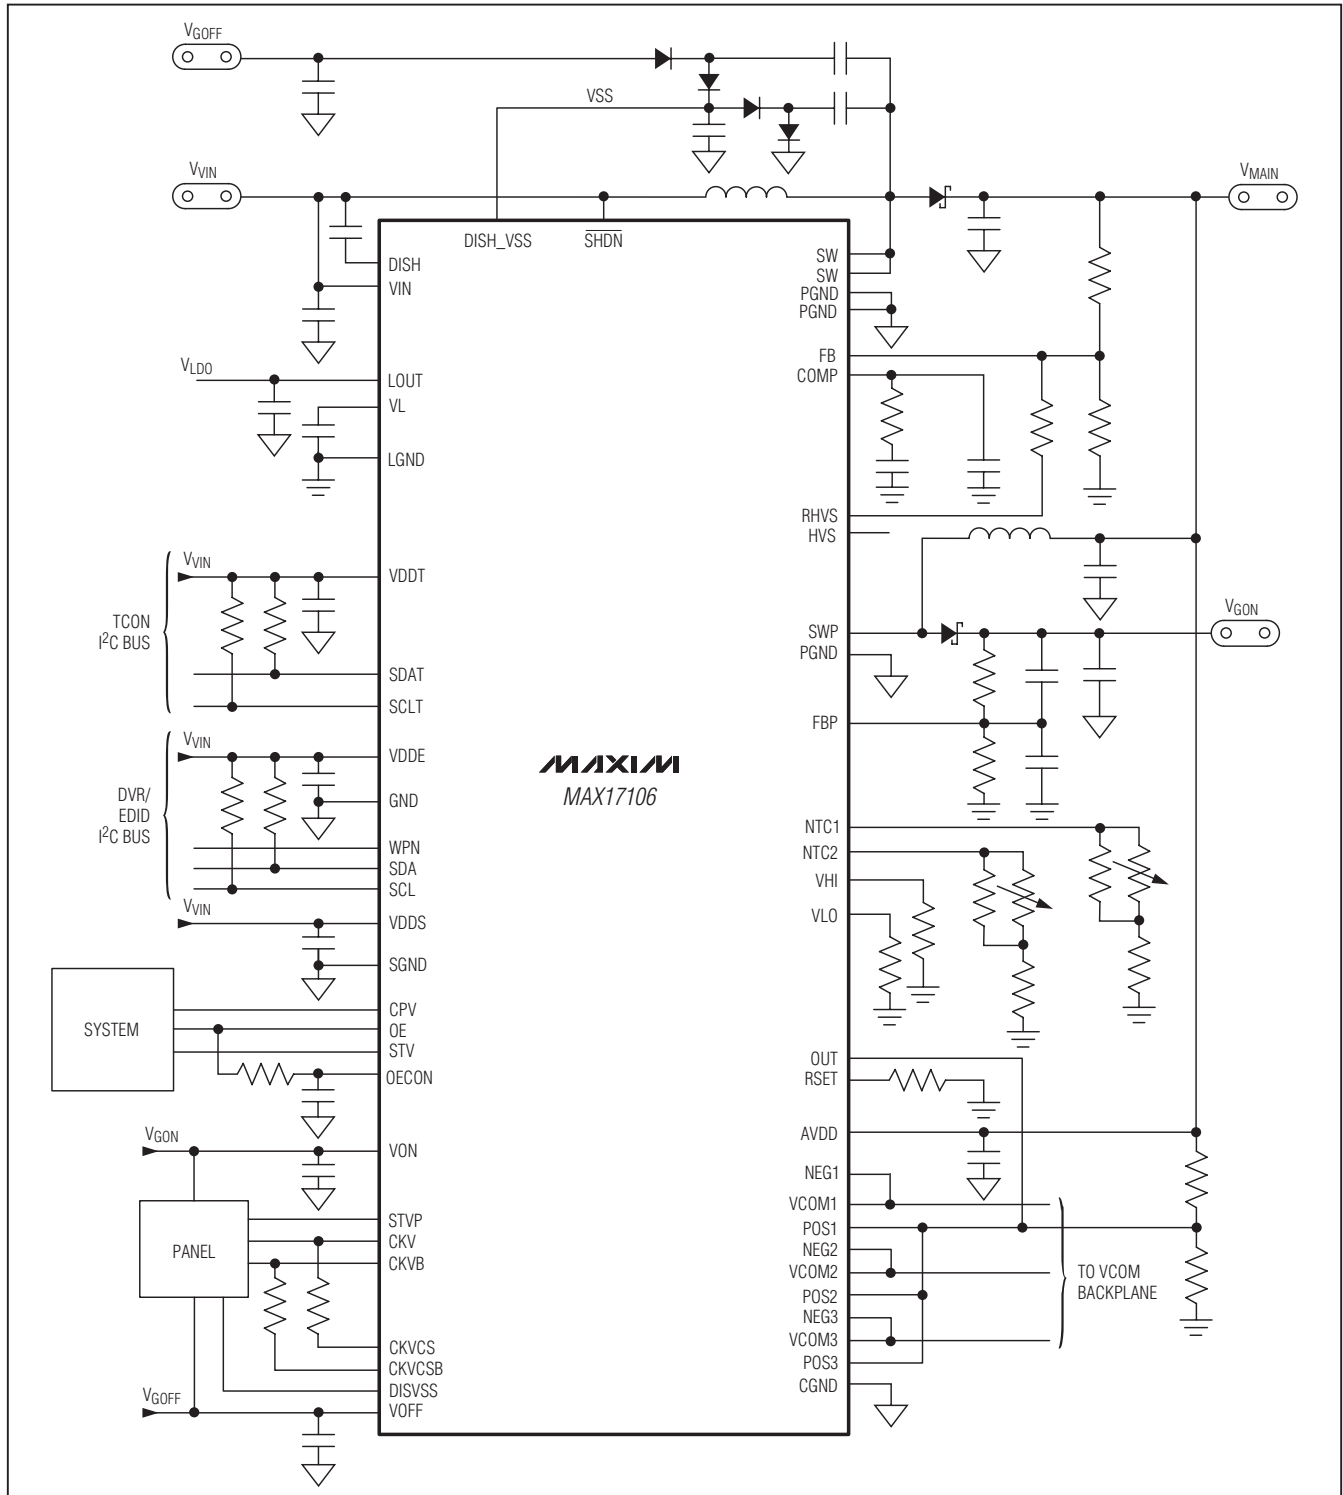 VGOFF
VSS
VVIN
VMAIN
DISH_VSS
SHDN
DISH
VIN
SW
SW
PGND
PGND
VLDO
LOUT
VL
LGND
FB
COMP
RHVS
HVS
TCON
I2C BUS
VVIN
VDDT
SDAT
SCLT
VGON
SWP
PGND
FBP
DVR/
EDID
I2C BUS
VVIN
VDDE
GND
WPN
SDA
SCL
VVIN
VDDS
SGND
MAXIM
MAX17106
NTC1
NTC2
VHI
VLO
SYSTEM
CPV
OE
STV
OECON
OUT
RSET
AVDD
VGON
VON
PANEL
STVP
CKV
CKVB
CKVCS
CKVCSB
DISVSS
VGOFF
VOFF
NEG1
VCOM1
POS1
NEG2
VCOM2
POS2
NEG3
VCOM3
POS3
CGND
TO VCOM
BACKPLANE